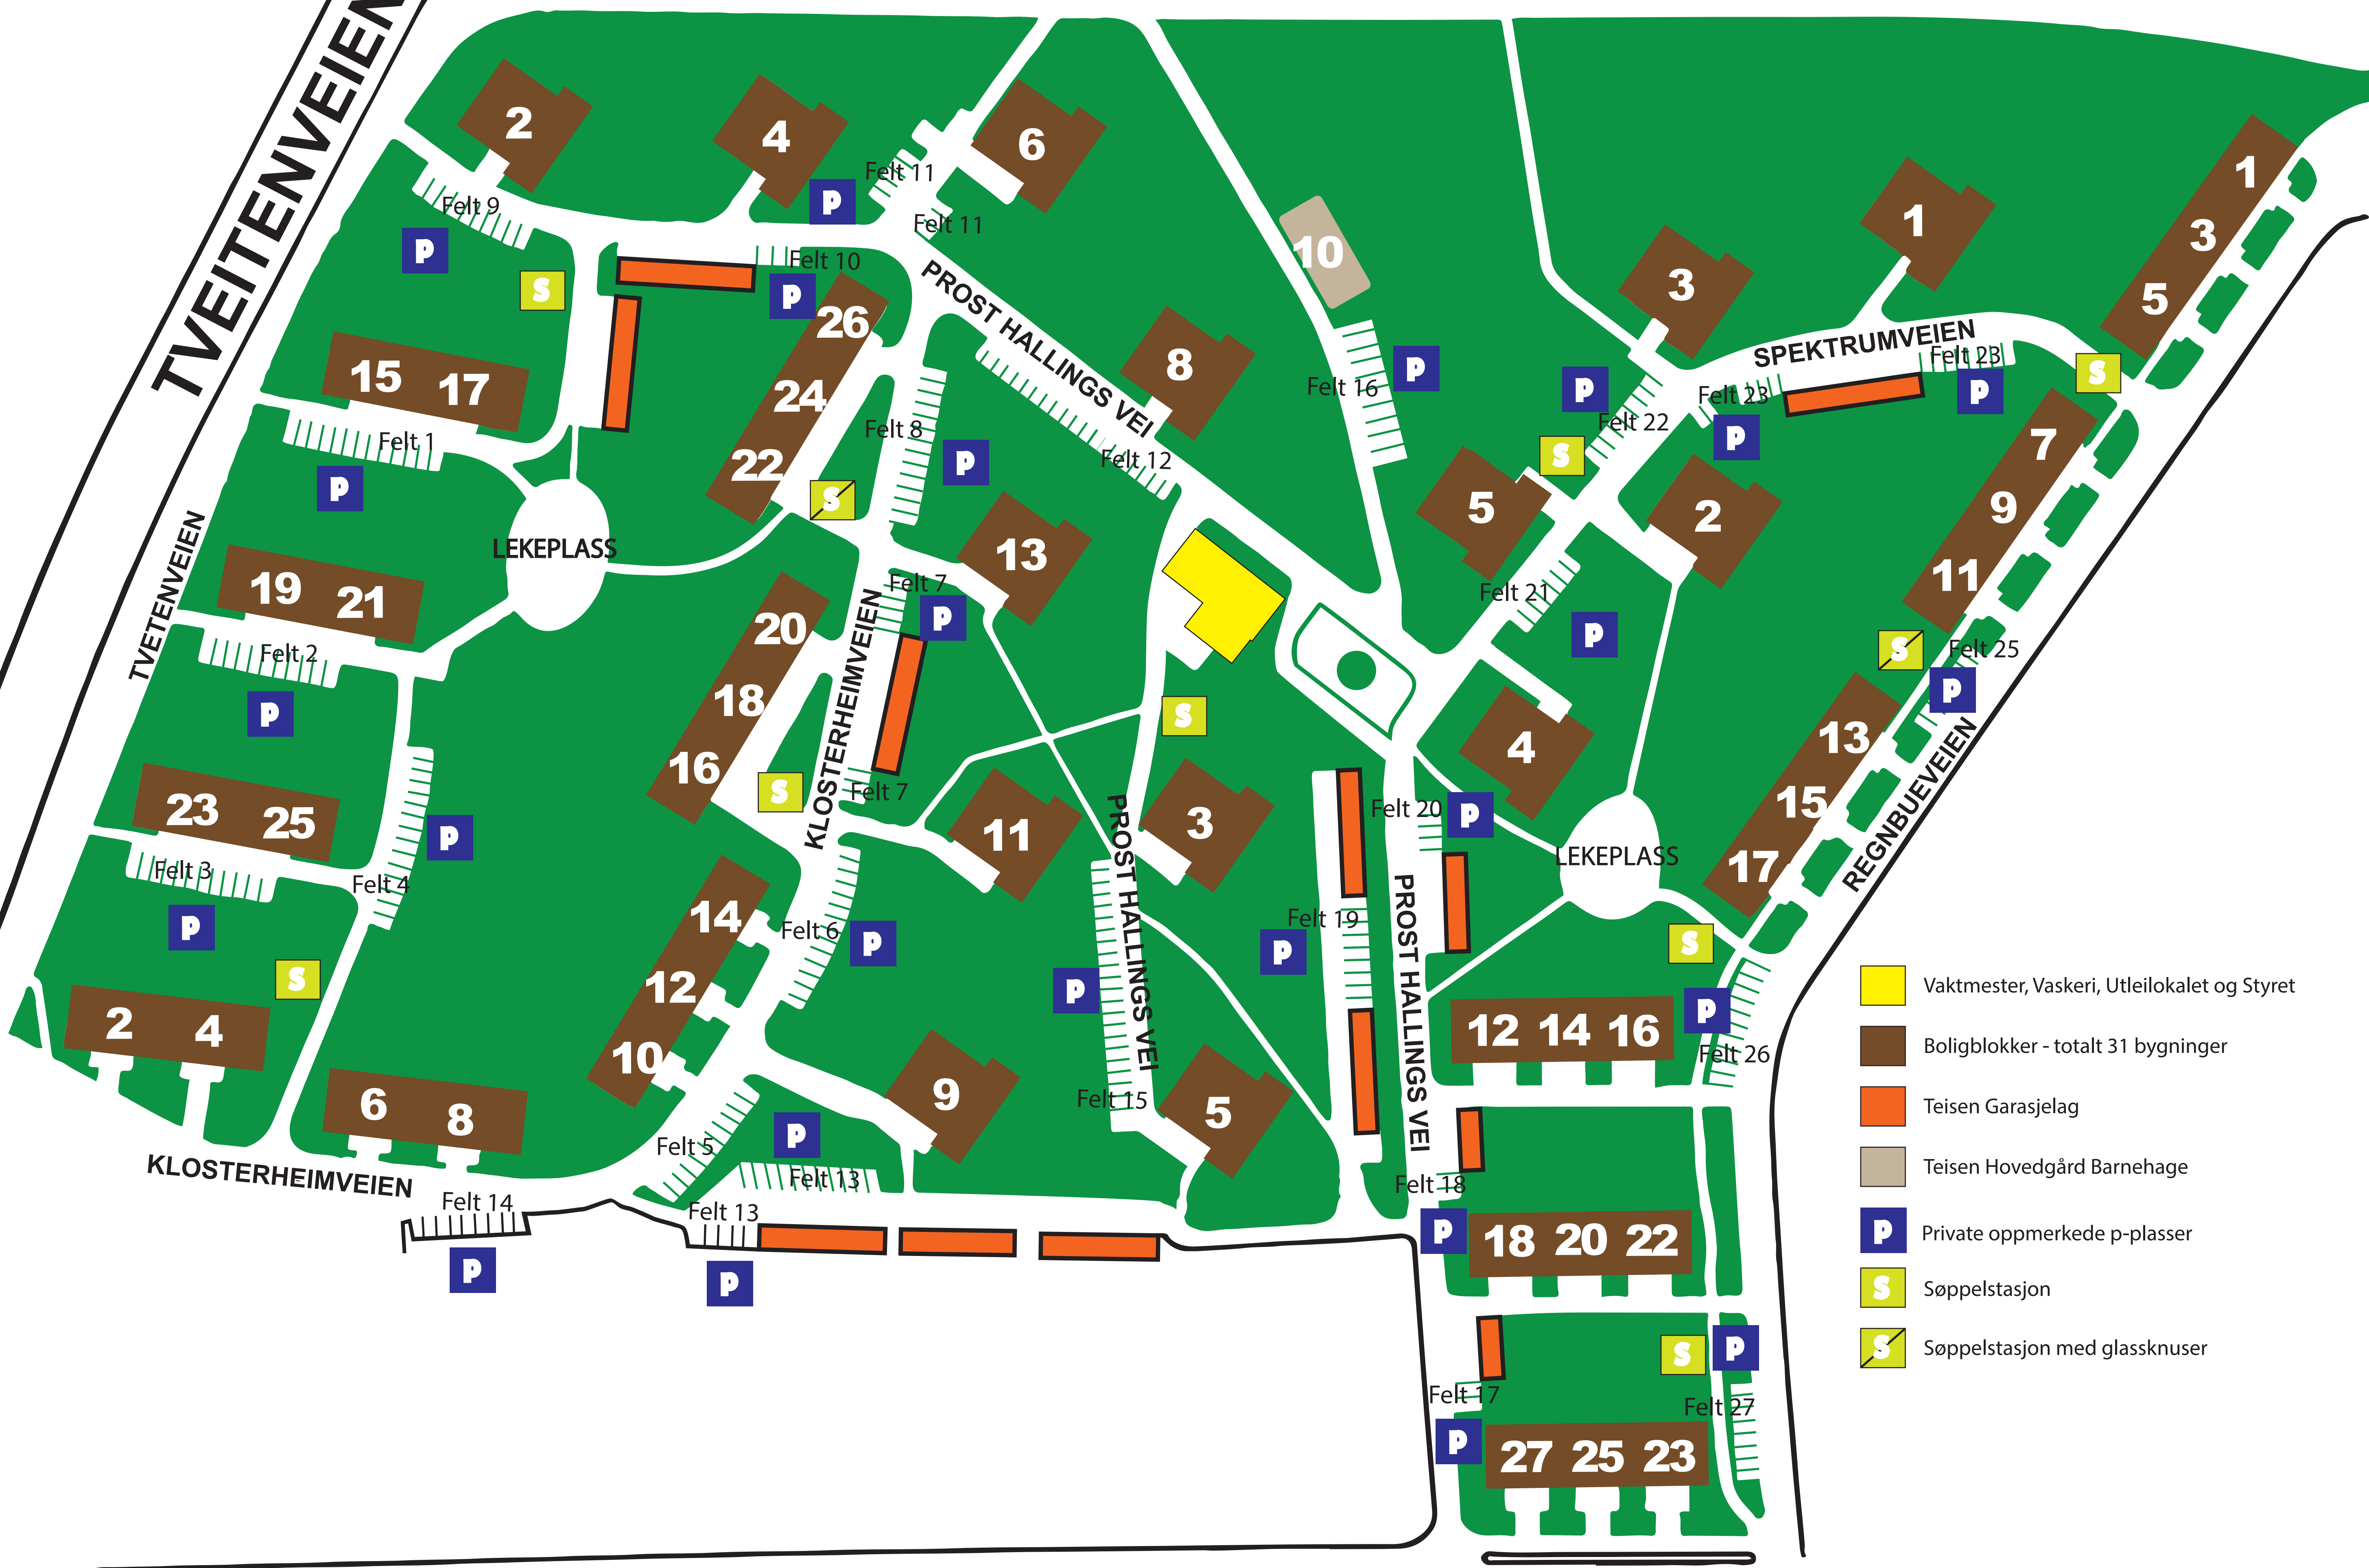 TVEITENVEIEN
2
4
6
Felt 11
Felt 9
P
Felt 11
P
Felt 10
S
P
10
1
3
5
1
3
SPEKTRUMVEIEN
Felt 23
Felt 23
P
P
S
PROST HALLINGS VEI
8
26
24
22
15 17
Felt 1
P
Felt 8
P
Felt 12
Felt 16
P
P
Felt 22
S
5
2
7
9
11
S
LEKEPLASS
13
TVETENVEIEN
19 21
Felt 2
P
Felt 7
P
20
18
16
KLOSTERHEIMVEIEN
Felt 7
S
S
Felt 21
P
4
S
Felt 25
P
13
15
17
REGNBUEVEIEN
23 25
Felt 3
P
Felt 4
P
11
3
PROST HALLINGS VEI
Felt 20
P
LEKEPLASS
S
14
12
10
Felt 6
P
P
Felt 19
P
PROST HALLINGS VEI
12 14 16
P
Felt 26
S
2 4
6 8
9
5
Felt 15
Felt 5
P
Felt 13
KLOSTERHEIMVEIEN
Felt 14
P
Felt 13
P
Felt 18
P
18 20 22
S
P
Felt 17
P
Felt 27
27 25 23
Vaktmester, Vaskeri, Utleilokalet og Styret
Boligblokker - totalt 31 bygninger
Teisen Garasjelag
Teisen Hovedgård Barnehage
P Private oppmerkede p-plasser
S Søppelstasjon
S Søppelstasjon med glassknuser